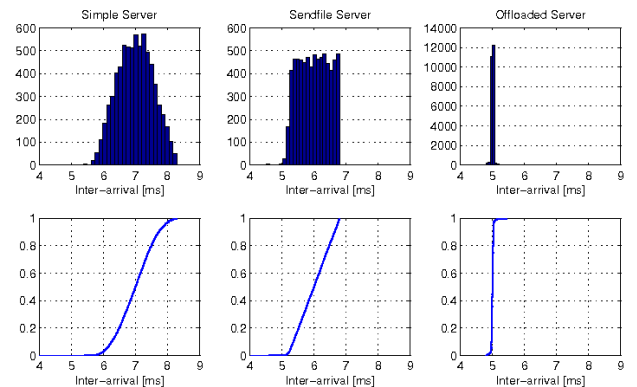 Simple Server
Sendfile Server
Offloaded Server
600
500
400
300
200
100
0
4 5 6 7 8 9
Inter-arrival [ms]
600
500
400
300
200
100
0
4 5 6 7 8 9
Inter-arrival [ms]
14000
12000
10000
8000
6000
4000
2000
0
4 5 6 7 8 9
Inter-arrival [ms]
1
0.8
0.6
0.4
0.2
0
4 5 6 7 8 9
Inter-arrival [ms]
1
0.8
0.6
0.4
0.2
0
4 5 6 7 8 9
Inter-arrival [ms]
1
0.8
0.6
0.4
0.2
0
4 5 6 7 8 9
Inter-arrival [ms]